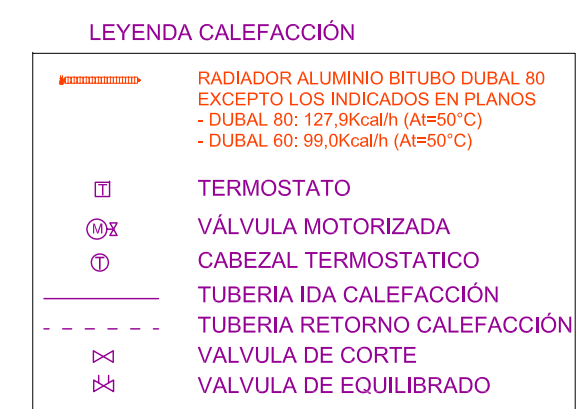 LEYENDA CALEFACCIÓN
RADIADOR ALUMINIO BITUBO DUBAL 80
EXCEPTO LOS INDICADOS EN PLANOS
- DUBAL 80: 127,9Kcal/h (At=50°C)
- DUBAL 60: 99,0Kcal/h (At=50°C)
T TERMOSTATO
M VÁLVULA MOTORIZADA
T CABEZAL TERMOSTATICO
TUBERIA IDA CALEFACCIÓN
TUBERIA RETORNO CALEFACCIÓN
VALVULA DE CORTE
VALVULA DE EQUILIBRADO